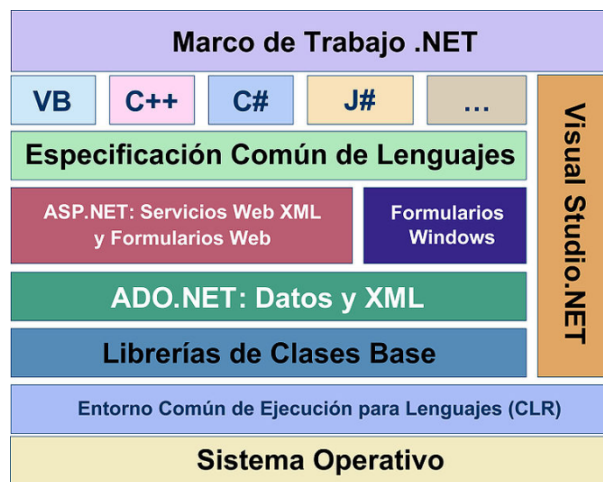 Marco de Trabajo .NET
VB
C++
C#
J#
...
Visual Studio.NET
Especificación Común de Lenguajes
ASP.NET: Servicios Web XML
y Formularios Web
Formularios
Windows
ADO.NET: Datos y XML
Librerías de Clases Base
Entorno Común de Ejecución para Lenguajes (CLR)
Sistema Operativo